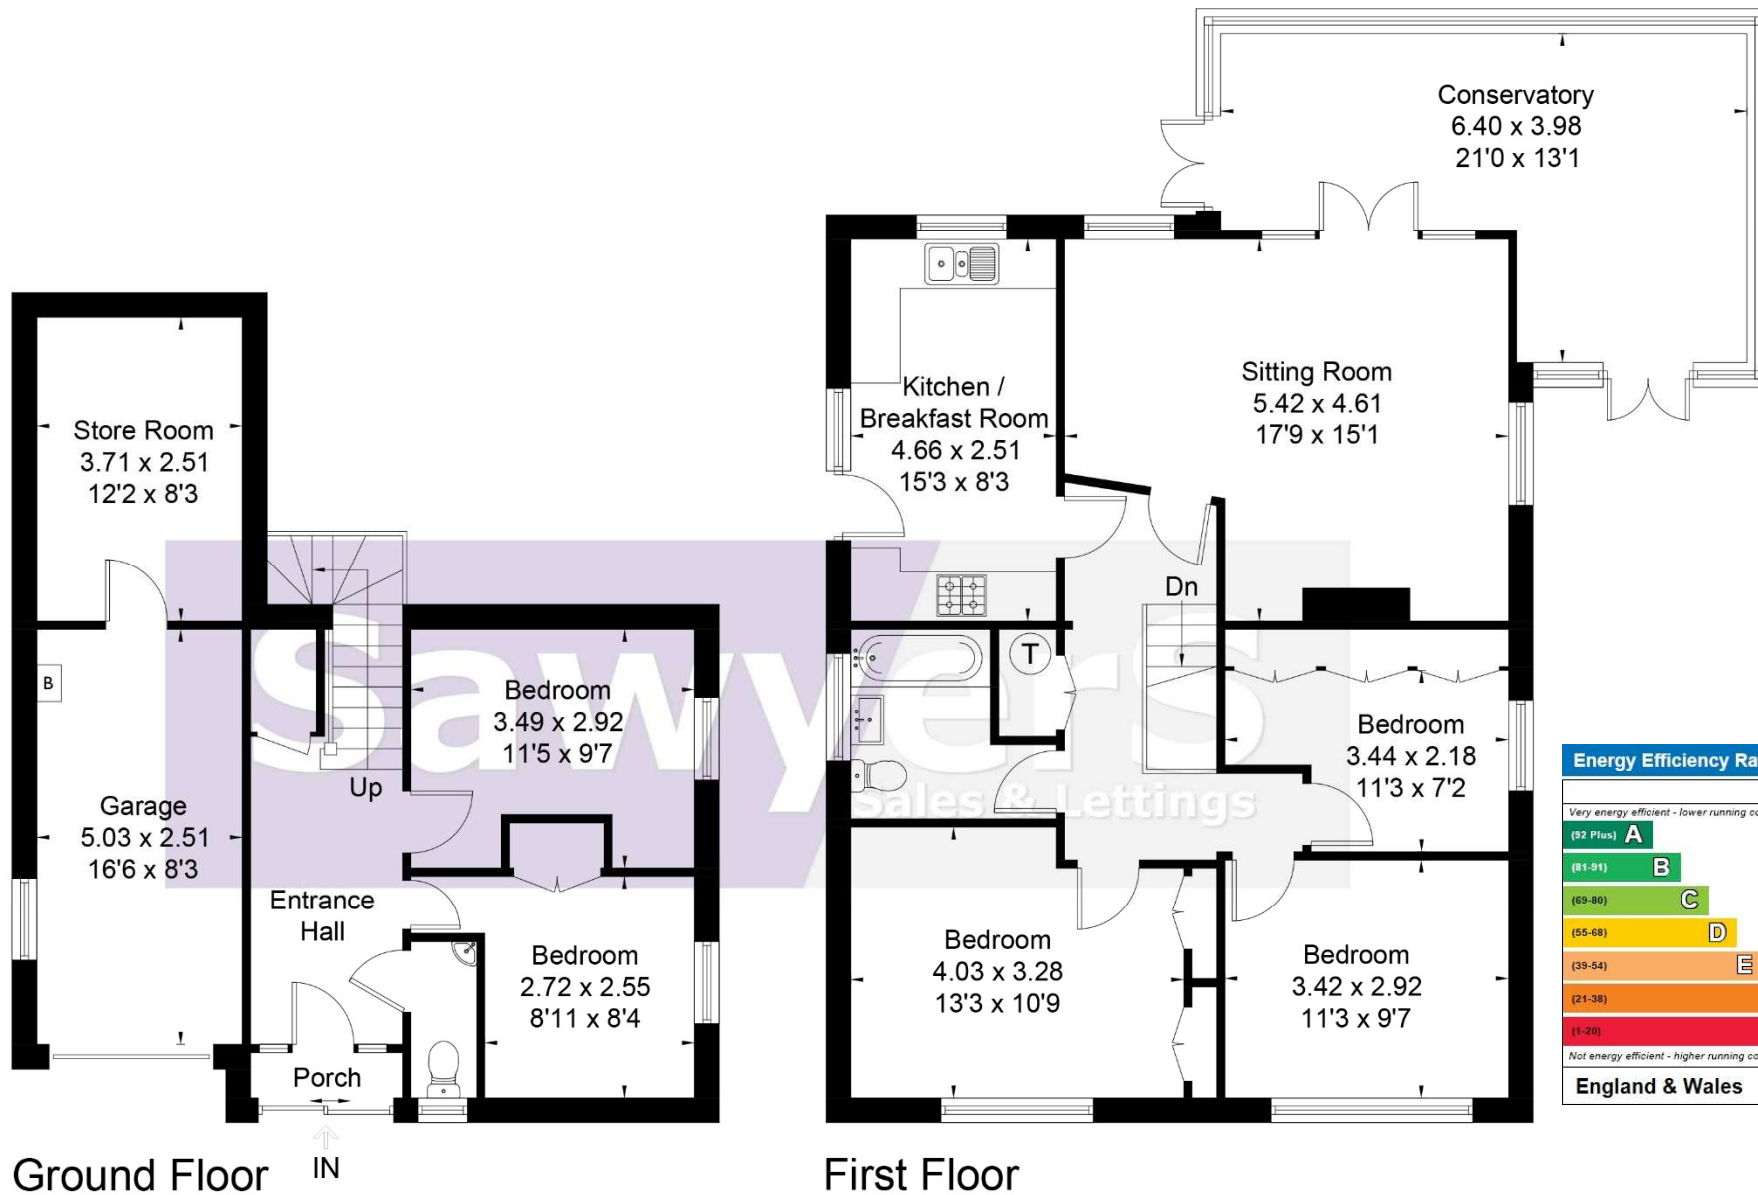 Conservatory
6.40 x 3.98
21'0 x 13'1
Store Room
3.71 x 2.51
12'2 x 8'3
Kitchen /
Breakfast Room
4.66 x 2.51
15'3 x 8'3
Sitting Room
5.42 x 4.61
17'9 x 15'1
Dn
T
B
Bedroom
3.49 x 2.92
11'5 x 9'7
Up
Garage
5.03 x 2.51
16'6 x 8'3
Entrance
Hall
Bedroom
2.72 x 2.55
8'11 x 8'4
Porch
IN
Ground Floor
Bedroom
3.44 x 2.18
11'3 x 7'2
Bedroom
4.03 x 3.28
13'3 x 10'9
Bedroom
3.42 x 2.92
11'3 x 9'7
First Floor
Sawyers
Sales & Lettings
Energy Efficiency Ra
Very energy efficient - lower running co
(92 Plus) A
(81-91) B
(69-80) C
(55-68) D
(39-54) E
(21-38)
(1-20)
Not energy efficient - higher running co
England & Wales